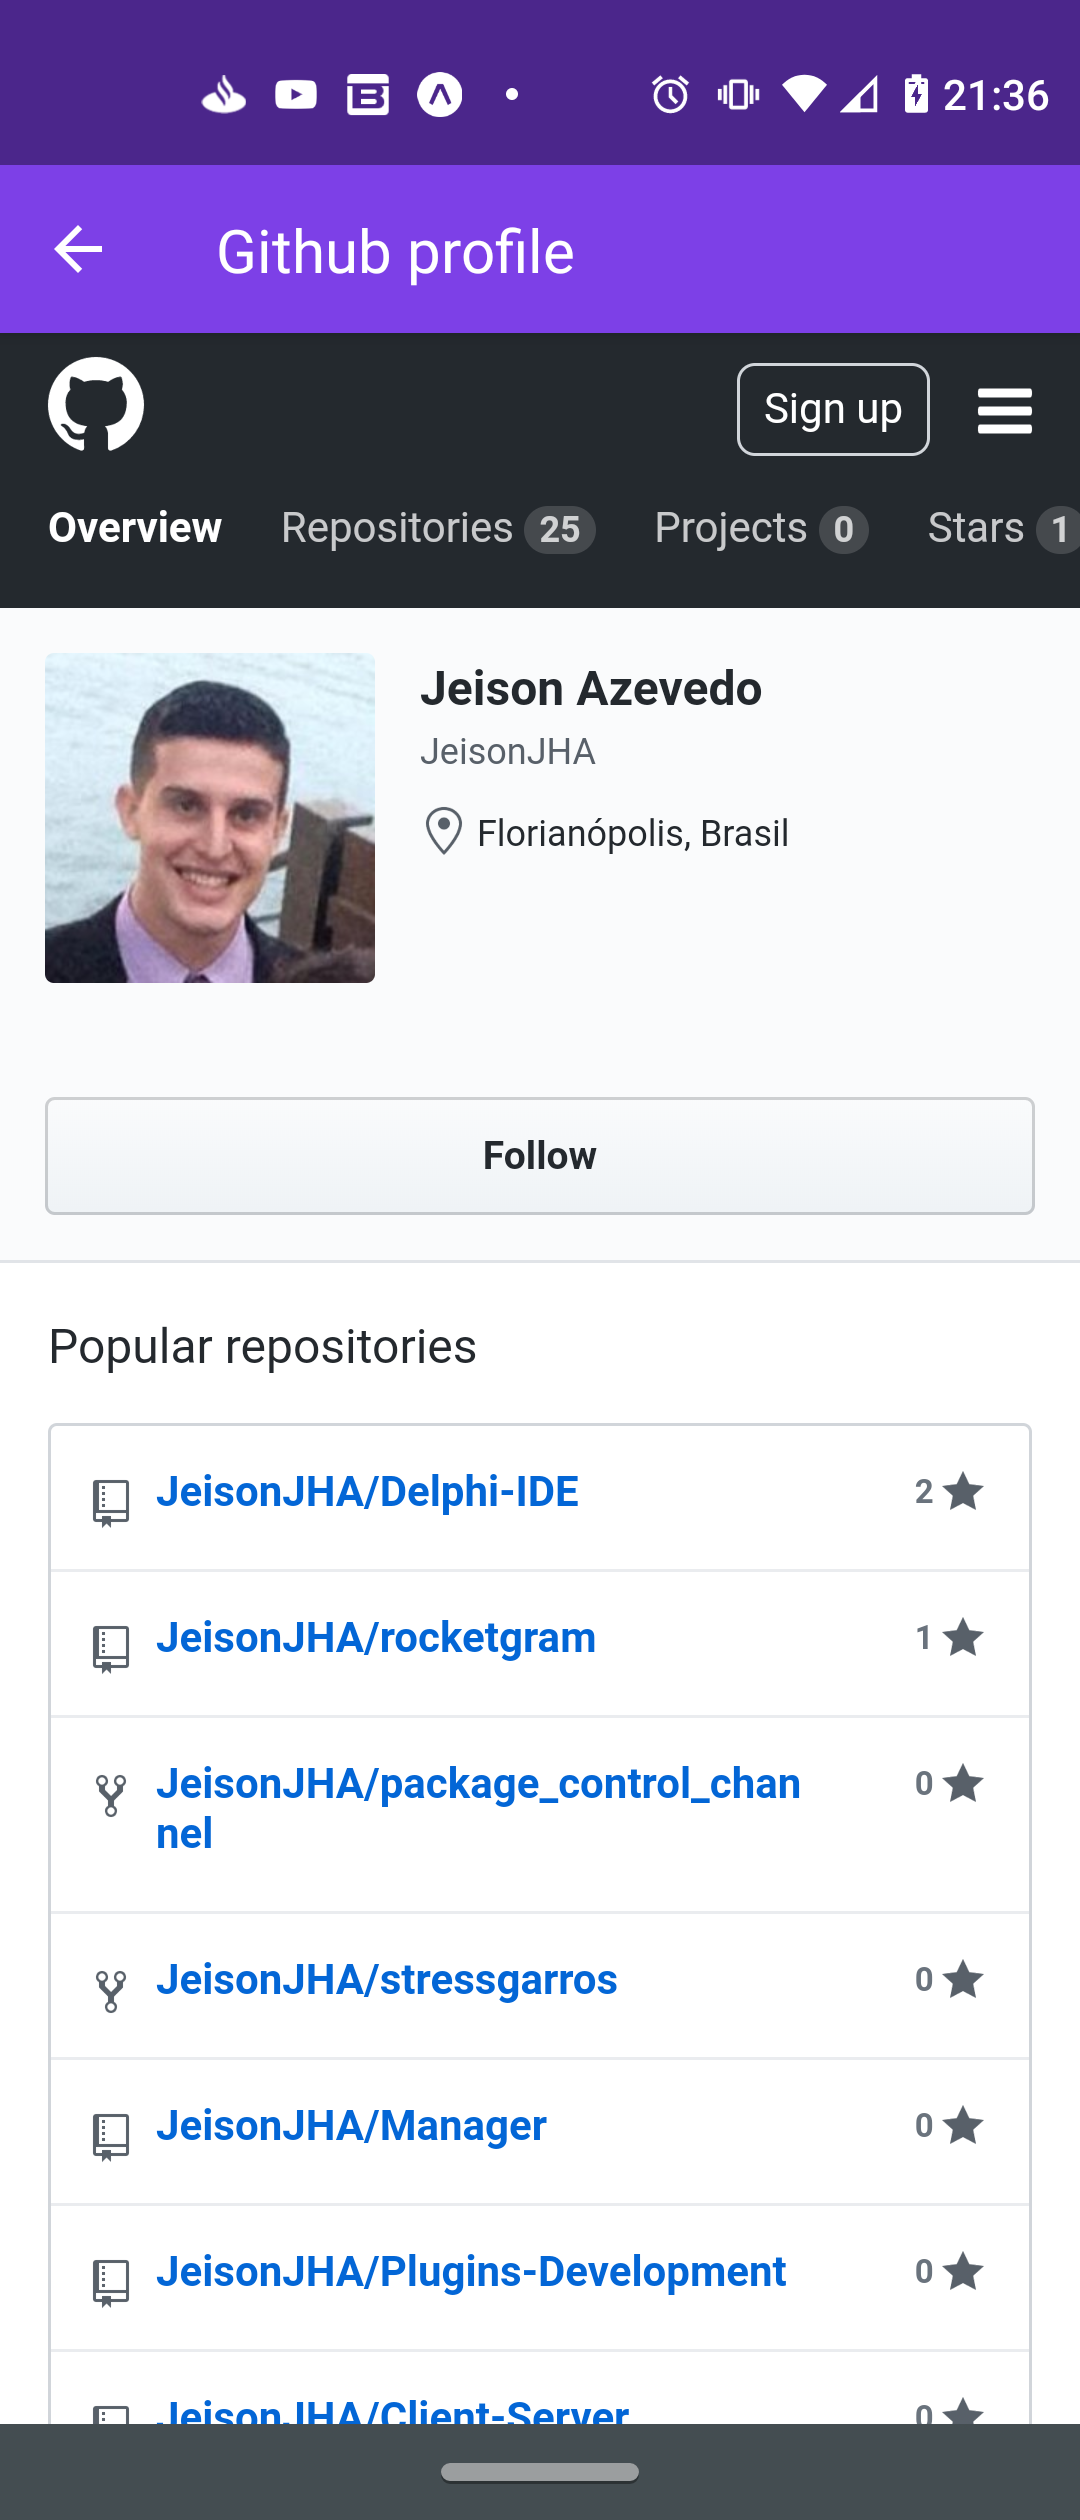 21:36
Github profile
Sign up
Overview Repositories 25 Projects 0 Stars 1
Jeison Azevedo
JeisonJHA
Florianópolis, Brasil
Follow
Popular repositories
JeisonJHA/Delphi-IDE 2
JeisonJHA/rocketgram 1
JeisonJHA/package_control_chan 0
nel
JeisonJHA/stressgarros 0
JeisonJHA/Manager 0
JeisonJHA/Plugins-Development 0
JeisonJHA/Client-Server 0